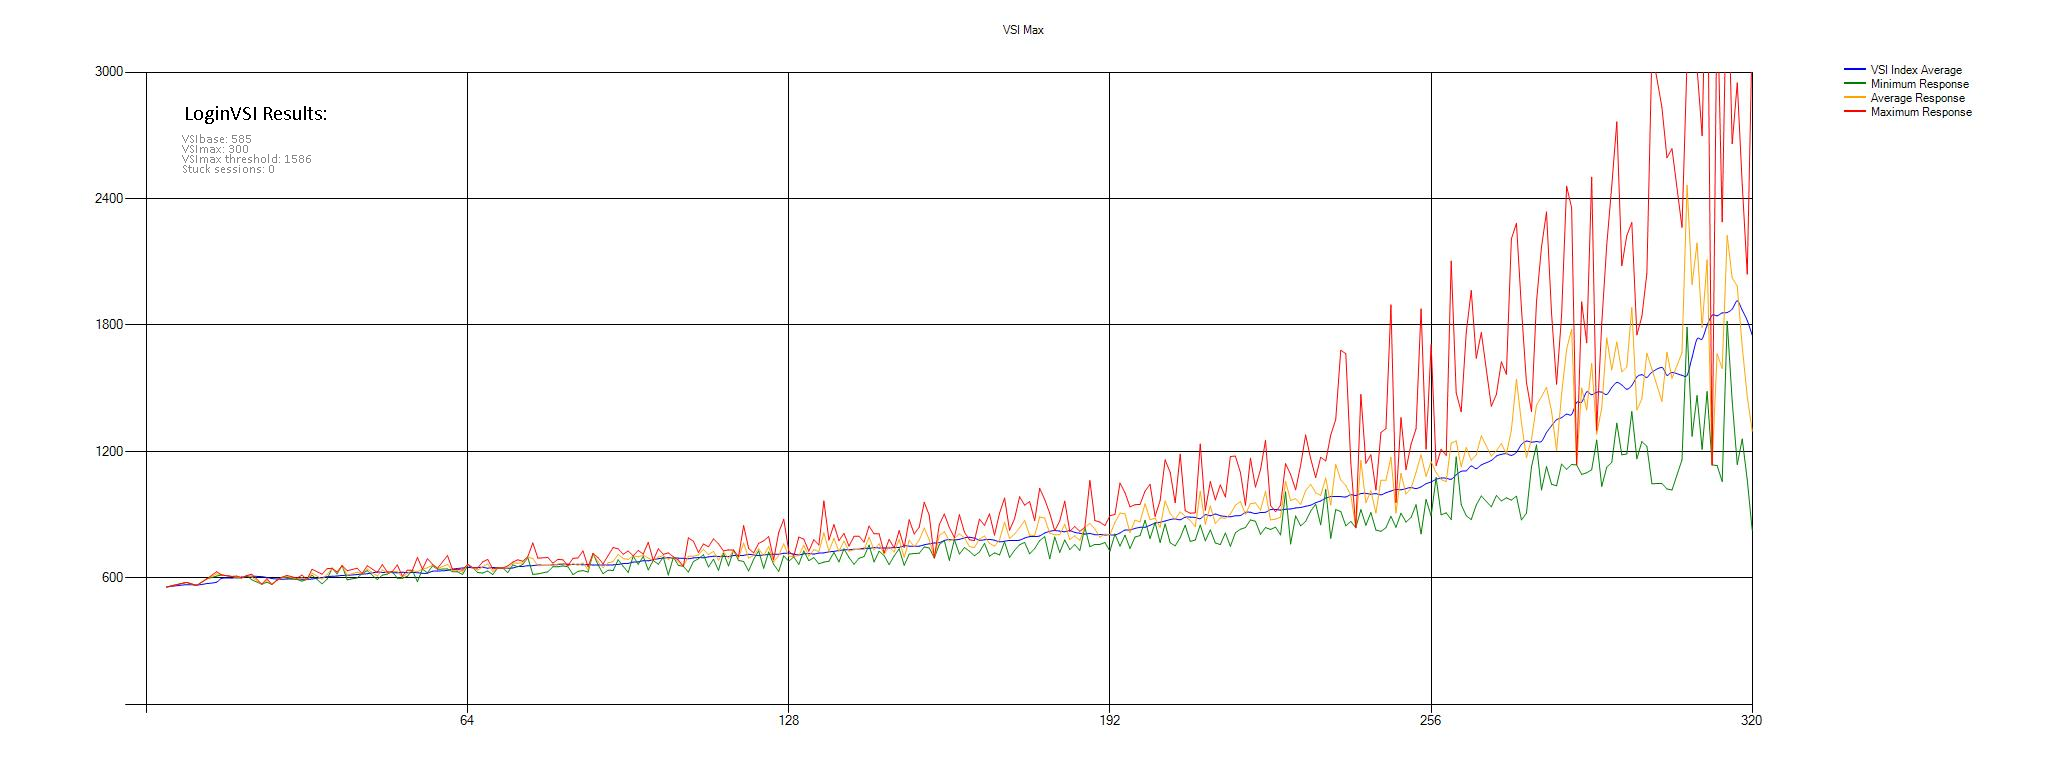 VSI Max
3000
2400
1800
1200
600
LoginVSI Results:
VSIbase: 585
VSImax: 300
VSImax threshold: 1586
Stuck sessions: 0
64
128
192
256
320
VSI Index Average
Minimum Response
Average Response
Maximum Response